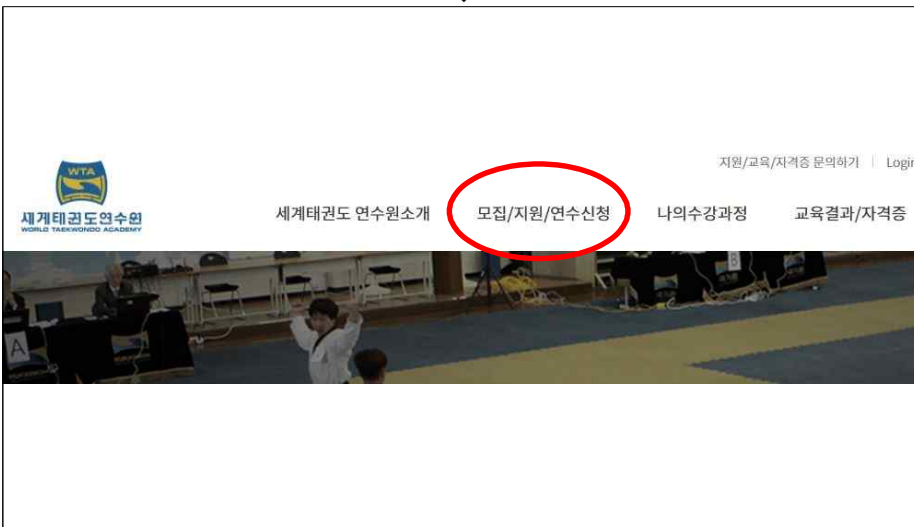 지원/교육/자격증 문의하기 Login
WTA
세계태권도연수원
WORLD TAEKWONDO ACADEMY
세계태권도 연수원소개 모집/지원/연수신청 나의수강과정 교육결과/자격증
B
A